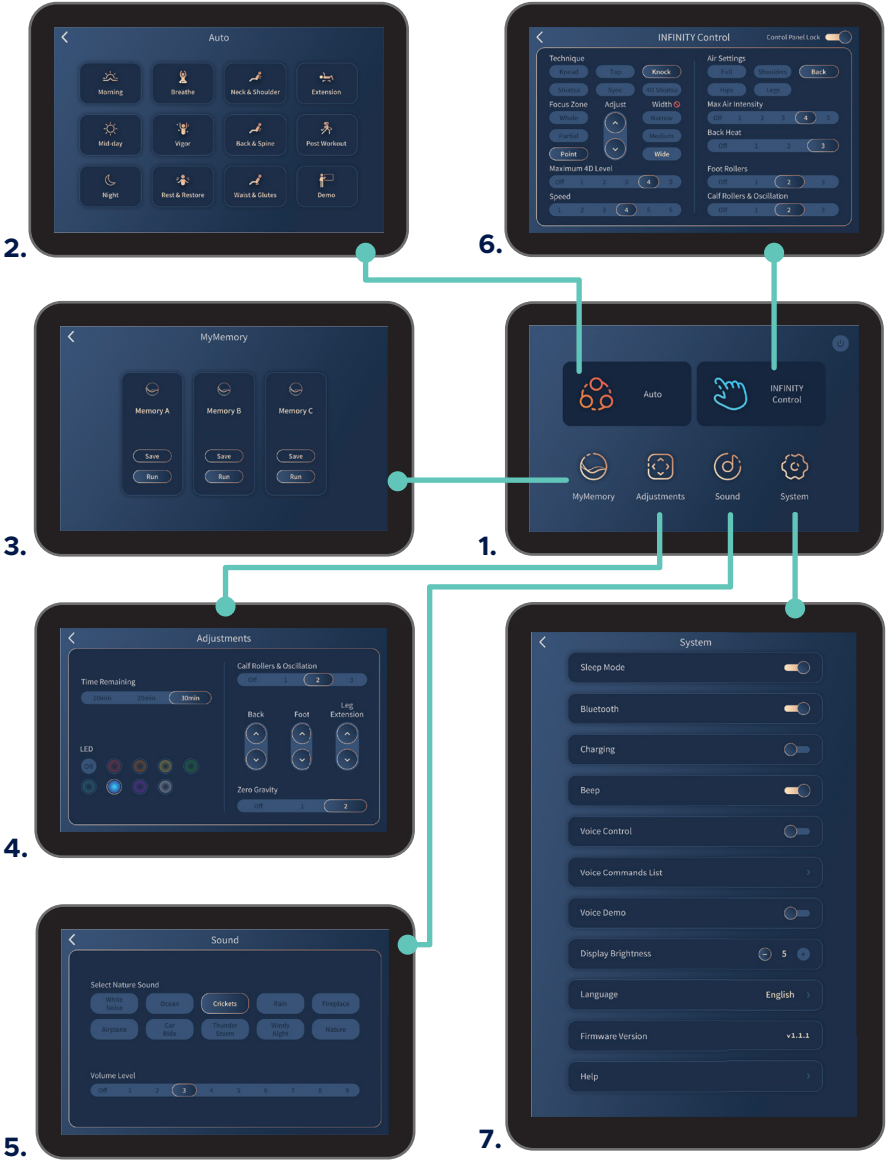 2.
Auto
Morning
Breathe
Neck & Shoulder
Extension
Mid-day
Vigor
Back & Spine
Post Workout
Night
Rest & Restore
Waist & Glutes
Demo
6.
INFINITY Control
Control Panel Lock
Technique
Knead
Tap
Knock
Shiatsu
Sync
4D Shiatsu
Focus Zone
Adjust
Width
Whole
Narrow
Partial
Medium
Point
Wide
Maximum 4D Level
Off 1 2 3 4 5
Speed
1 2 3 4 5 6
Air Settings
Full
Shoulders
Back
Hips
Legs
Max Air Intensity
Off 1 2 3 4 5
Back Heat
Off 1 2 3
Foot Rollers
Off 1 2 3
Calf Rollers & Oscillation
Off 1 2 3
3.
MyMemory
Memory A
Memory B
Memory C
Save
Save
Save
Run
Run
Run
1.
Auto
INFINITY
Control
MyMemory
Adjustments
Sound
System
4.
Adjustments
Time Remaining
10min 20min 30min
LED
Off
Calf Rollers & Oscillation
Off 1 2 3
Back
Foot
Leg
Extension
Zero Gravity
Off 1 2
5.
Sound
Select Nature Sound
White
Noise
Ocean
Crickets
Rain
Fireplace
Airplane
Car
Ride
Thunder
Storm
Windy
Night
Nature
Volume Level
Off 1 2 3 4 5 6 7 8 9
7.
System
Sleep Mode
Bluetooth
Charging
Beep
Voice Control
Voice Commands List
Voice Demo
Display Brightness
- 5 +
Language
English
Firmware Version
v1.1.1
Help